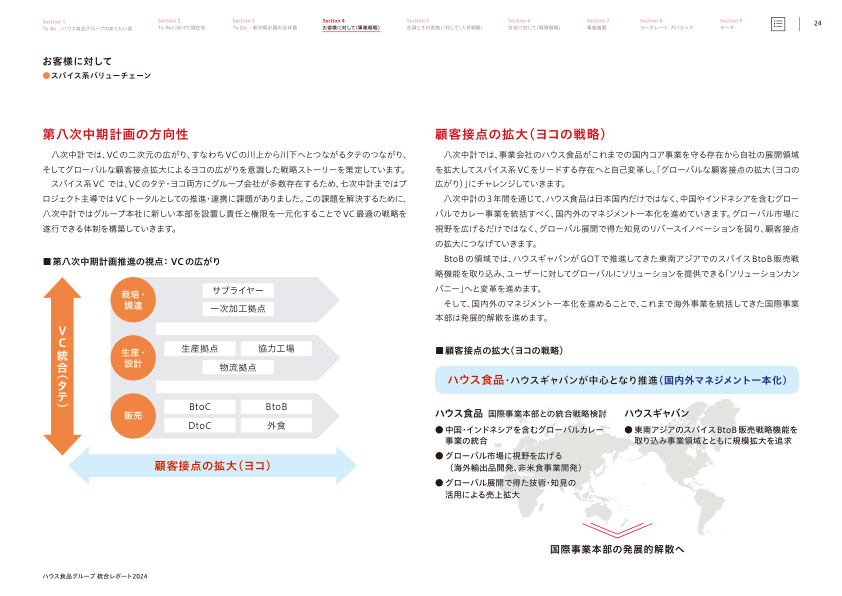 Section 1
To Be －ハウス食品グループのありたい姿
Section 2
To Beに向けた現在地
Section 3
To Do －新中期計画の全体像
Section 4
お客様に対して(事業戦略)
Section 5
社員とその家族に対して(人材戦略)
Section 6
社会に対して(環境戦略)
Section 7
事業基盤
Section 8
コーポレート・ガバナンス
Section 9
データ
24
お客様に対して
スパイス系バリューチェーン
第八次中期計画の方向性
八次中計では、VCの二次元の広がり、すなわちVCの川上から川下へとつながるタテのつながり、
そしてグローバルな顧客接点拡大によるヨコの広がりを意識した戦略ストーリーを策定しています。
スパイス系VC では、VCのタテ・ヨコ両方にグループ会社が多数存在するため、七次中計まではプ
ロジェクト主導ではVCトータルとしての推進・連携に課題がありました。この課題を解決するために、
八次中計ではグループ本社に新しい本部を設置し責任と権限を一元化することでVC最適の戦略を
遂行できる体制を構築していきます。
■第八次中期計画推進の視点： VCの広がり
VC統合(タテ)
栽培・
調達
サプライヤー
一次加工拠点
生産・
設計
生産拠点
協力工場
物流拠点
販売
BtoC
BtoB
DtoC
外食
顧客接点の拡大(ヨコ)
顧客接点の拡大(ヨコの戦略)
八次中計では、事業会社のハウス食品がこれまでの国内コア事業を守る存在から自社の展開領域
を拡大してスパイス系VCをリードする存在へと自己変革し、「グローバルな顧客接点の拡大(ヨコの
広がり)」にチャレンジしていきます。
八次中計の3年間を通じて、ハウス食品は日本国内だけではなく、中国やインドネシアを含むグロー
バルでカレー事業を統括すべく、国内外のマネジメント一本化を進めていきます。グローバル市場に
視野を広げるだけではなく、グローバル展開で得た知見のリバースイノベーションを図り、顧客接点
の拡大につなげていきます。
BtoBの領域では、ハウスギャバンがGOTで推進してきた東南アジアでのスパイスBtoB販売戦
略機能を取り込み、ユーザーに対してグローバルにソリューションを提供できる「ソリューションカン
パニー」へと変革を進めます。
そして、国内外のマネジメント一本化を進めることで、これまで海外事業を統括してきた国際事業
本部は発展的解散を進めます。
■顧客接点の拡大(ヨコの戦略)
ハウス食品・ハウスギャバンが中心となり推進(国内外マネジメント一本化)
ハウス食品 国際事業本部との統合戦略検討
●中国・インドネシアを含むグローバルカレー
事業の統合
●グローバル市場に視野を広げる
(海外輸出品開発、非米食事業開発)
●グローバル展開で得た技術・知見の
活用による売上拡大
ハウスギャバン
●東南アジアのスパイスBtoB販売戦略機能を
取り込み事業領域とともに規模拡大を追求
国際事業本部の発展的解散へ
ハウス食品グループ 統合レポート2024